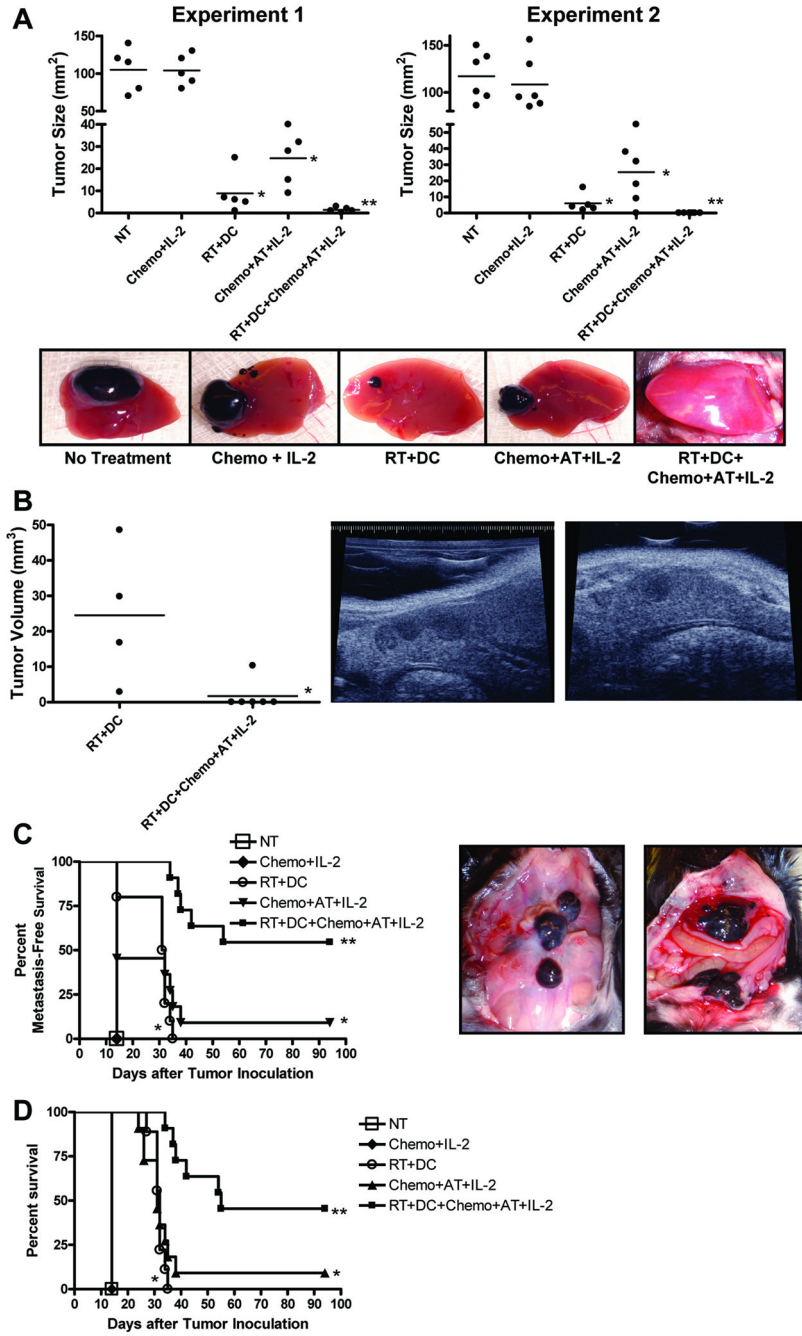 A
Experiment 1
Experiment 2
Tumor Size (mm²)
150
100
50
40
30
20
10
0
*
*
**
NT
Chemo+IL-2
RT+DC
Chemo+AT+IL-2
RT+DC+Chemo+AT+IL-2
Tumor Size (mm²)
150
100
60
50
40
30
20
10
0
*
*
**
NT
Chemo+IL-2
RT+DC
Chemo+AT+IL-2
RT+DC+Chemo+AT+IL-2
No Treatment
Chemo + IL-2
RT+DC
Chemo+AT+IL-2
RT+DC+
Chemo+AT+IL-2
B
Tumor Volume (mm³)
50
40
30
20
10
0
*
RT+DC
RT+DC+Chemo+AT+IL-2
C
Percent
Metastasis-Free Survival
100
75
50
25
0
NT
Chemo+IL-2
RT+DC
Chemo+AT+IL-2
RT+DC+Chemo+AT+IL-2
**
*
*
0 10 20 30 40 50 60 70 80 90 100
Days after Tumor Inoculation
D
Percent survival
100
75
50
25
0
NT
Chemo+IL-2
RT+DC
Chemo+AT+IL-2
RT+DC+Chemo+AT+IL-2
**
*
*
0 10 20 30 40 50 60 70 80 90 100
Days after Tumor Inoculation